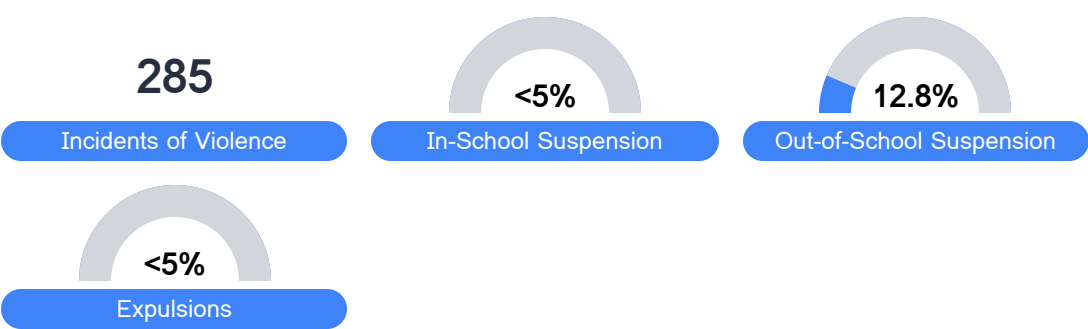 285
Incidents of Violence
<5%
In-School Suspension
12.8%
Out-of-School Suspension
<5%
Expulsions